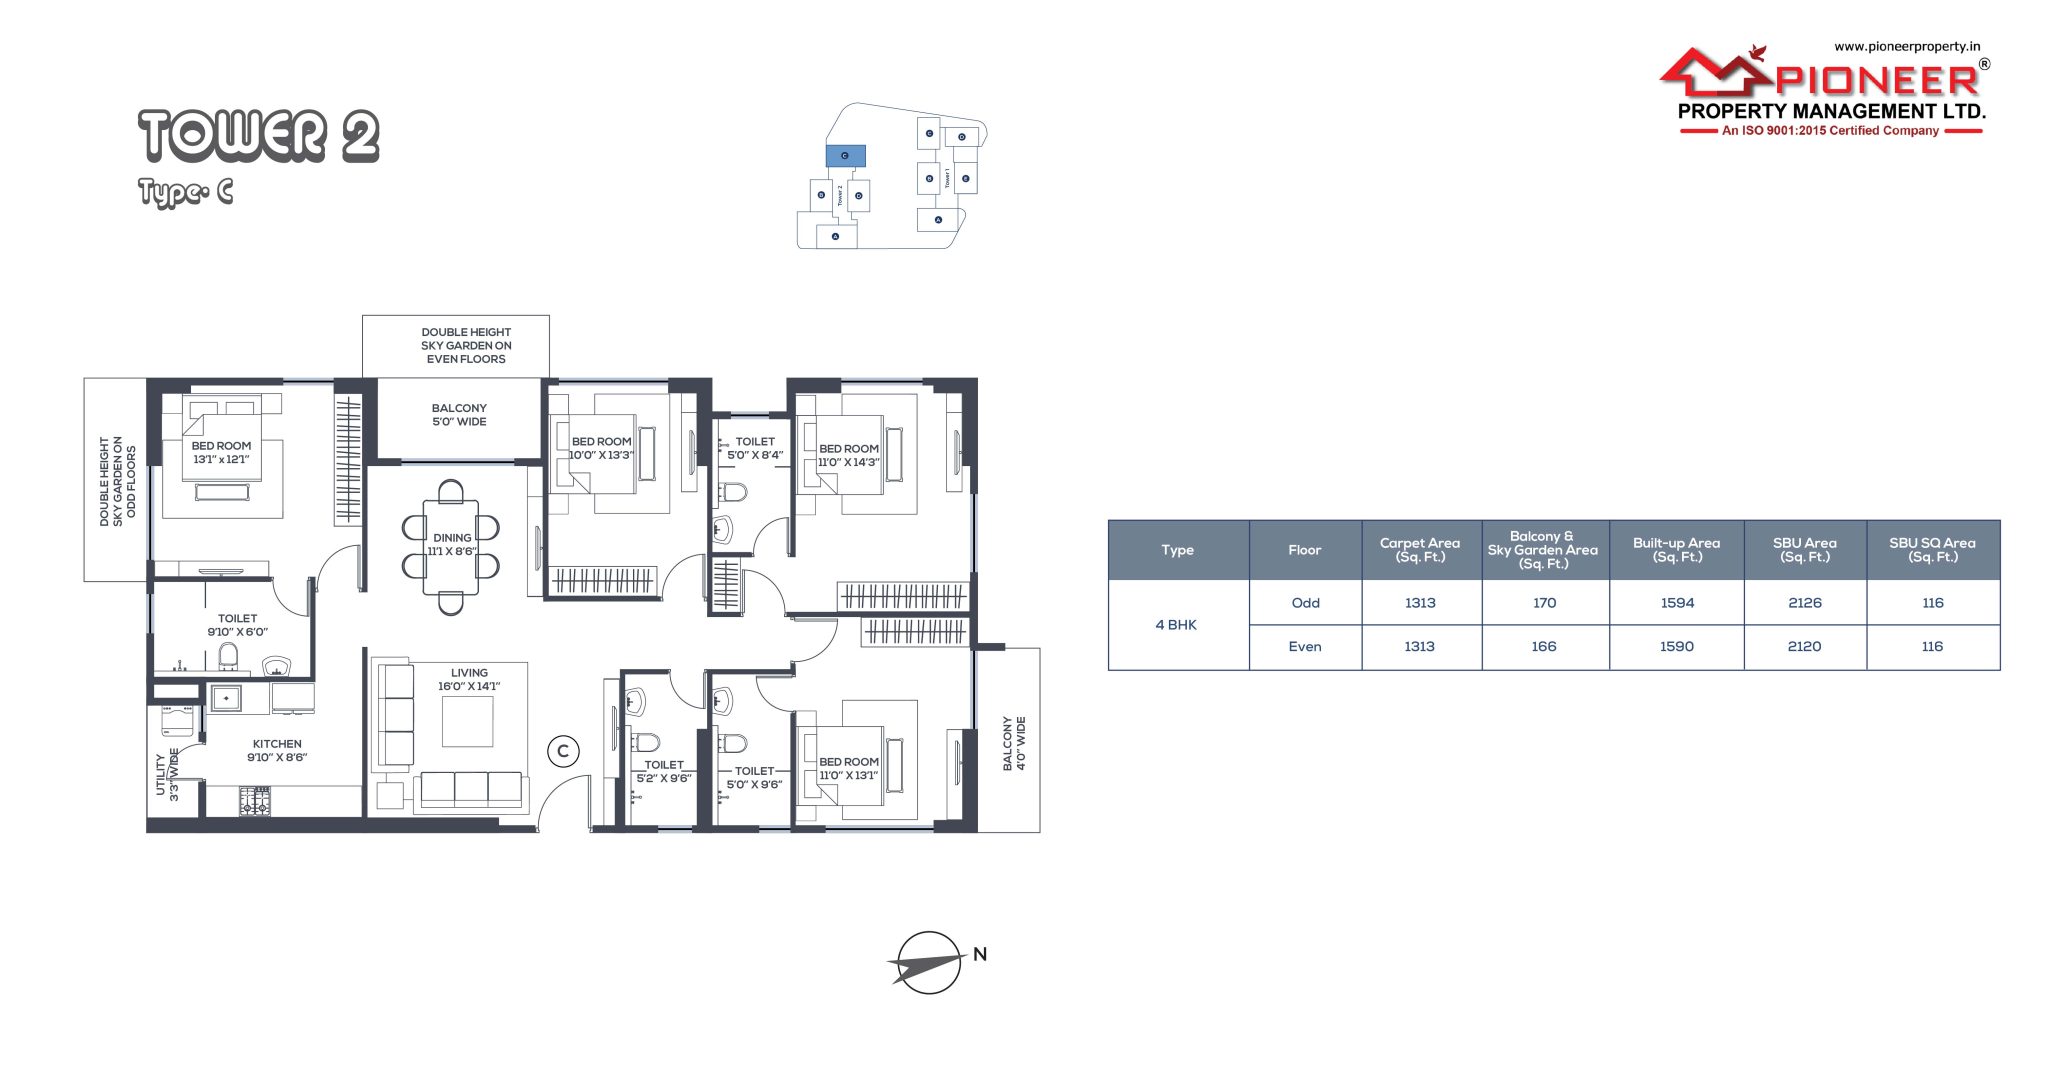 www.pioneerproperty.in
PIONEER®
PROPERTY MANAGEMENT LTD.
An ISO 9001:2015 Certified Company
TOWER 2
Type- C
C
D
C
B
E
Tower 1
B
D
Tower 2
A
A
DOUBLE HEIGHT
SKY GARDEN ON
EVEN FLOORS
DOUBLE HEIGHT
SKY GARDEN ON
ODD FLOORS
BED ROOM
13'1" x 12'1"
BALCONY
5'0" WIDE
BED ROOM
10'0" X 13'3"
TOILET
5'0" X 8'4"
BED ROOM
11'0" X 14'3"
DINING
11'1 X 8'6"
TOILET
9'10" X 6'0"
LIVING
16'0" X 14'1"
KITCHEN
9'10" X 8'6"
UTILITY
3'3" WIDE
C
TOILET
5'2" X 9'6"
TOILET
5'0" X 9'6"
BED ROOM
11'0" X 13'1"
BALCONY
4'0" WIDE
N
Type Floor Carpet Area (Sq. Ft.) Balcony & Sky Garden Area (Sq. Ft.) Built-up Area (Sq. Ft.) SBU Area (Sq. Ft.) SBU SQ Area (Sq. Ft.)
4 BHK
Odd 1313 170 1594 2126 116
Even 1313 166 1590 2120 116